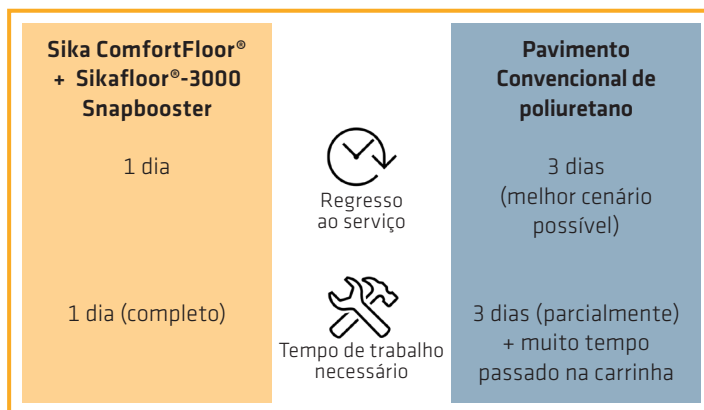 Sika ComfortFloor®
+ Sikafloor®-3000
Snapbooster
Pavimento
Convencional de
poliuretano
1 dia
Regresso
ao serviço
3 dias
(melhor cenário
possível)
1 dia (completo)
Tempo de trabalho
necessário
3 dias (parcialmente)
+ muito tempo
passado na carrinha